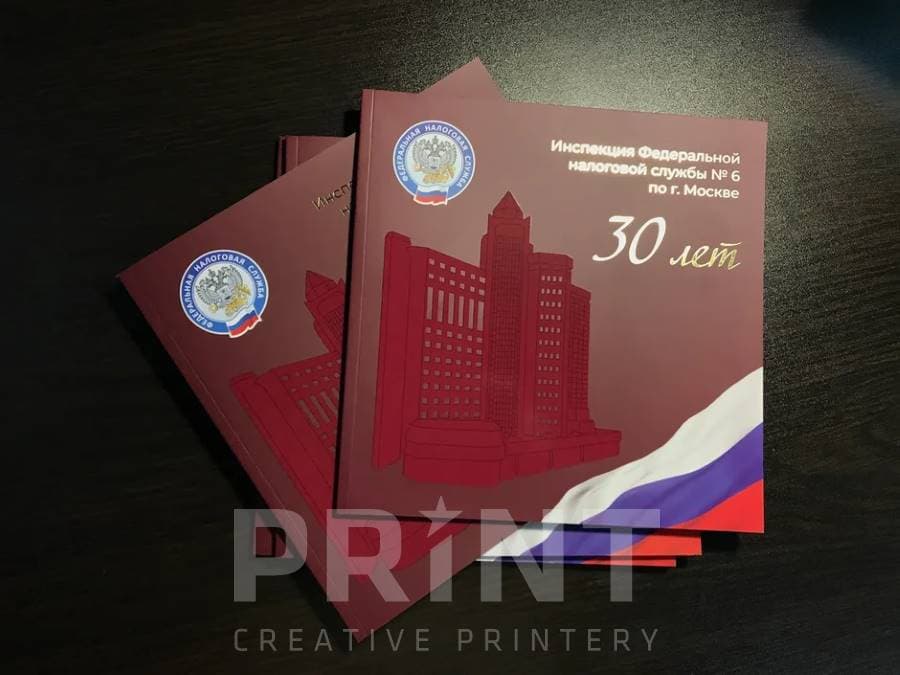 ФЕДЕРАЛЬНАЯ НАЛОГОВАЯ СЛУЖБА
Инспекция Федеральной
налоговой службы № 6
по г. Москве
30 лет
Инспе
ФЕДЕРАЛЬНАЯ НАЛОГОВАЯ СЛУЖБА
PRINT
CREATIVE PRINTERY